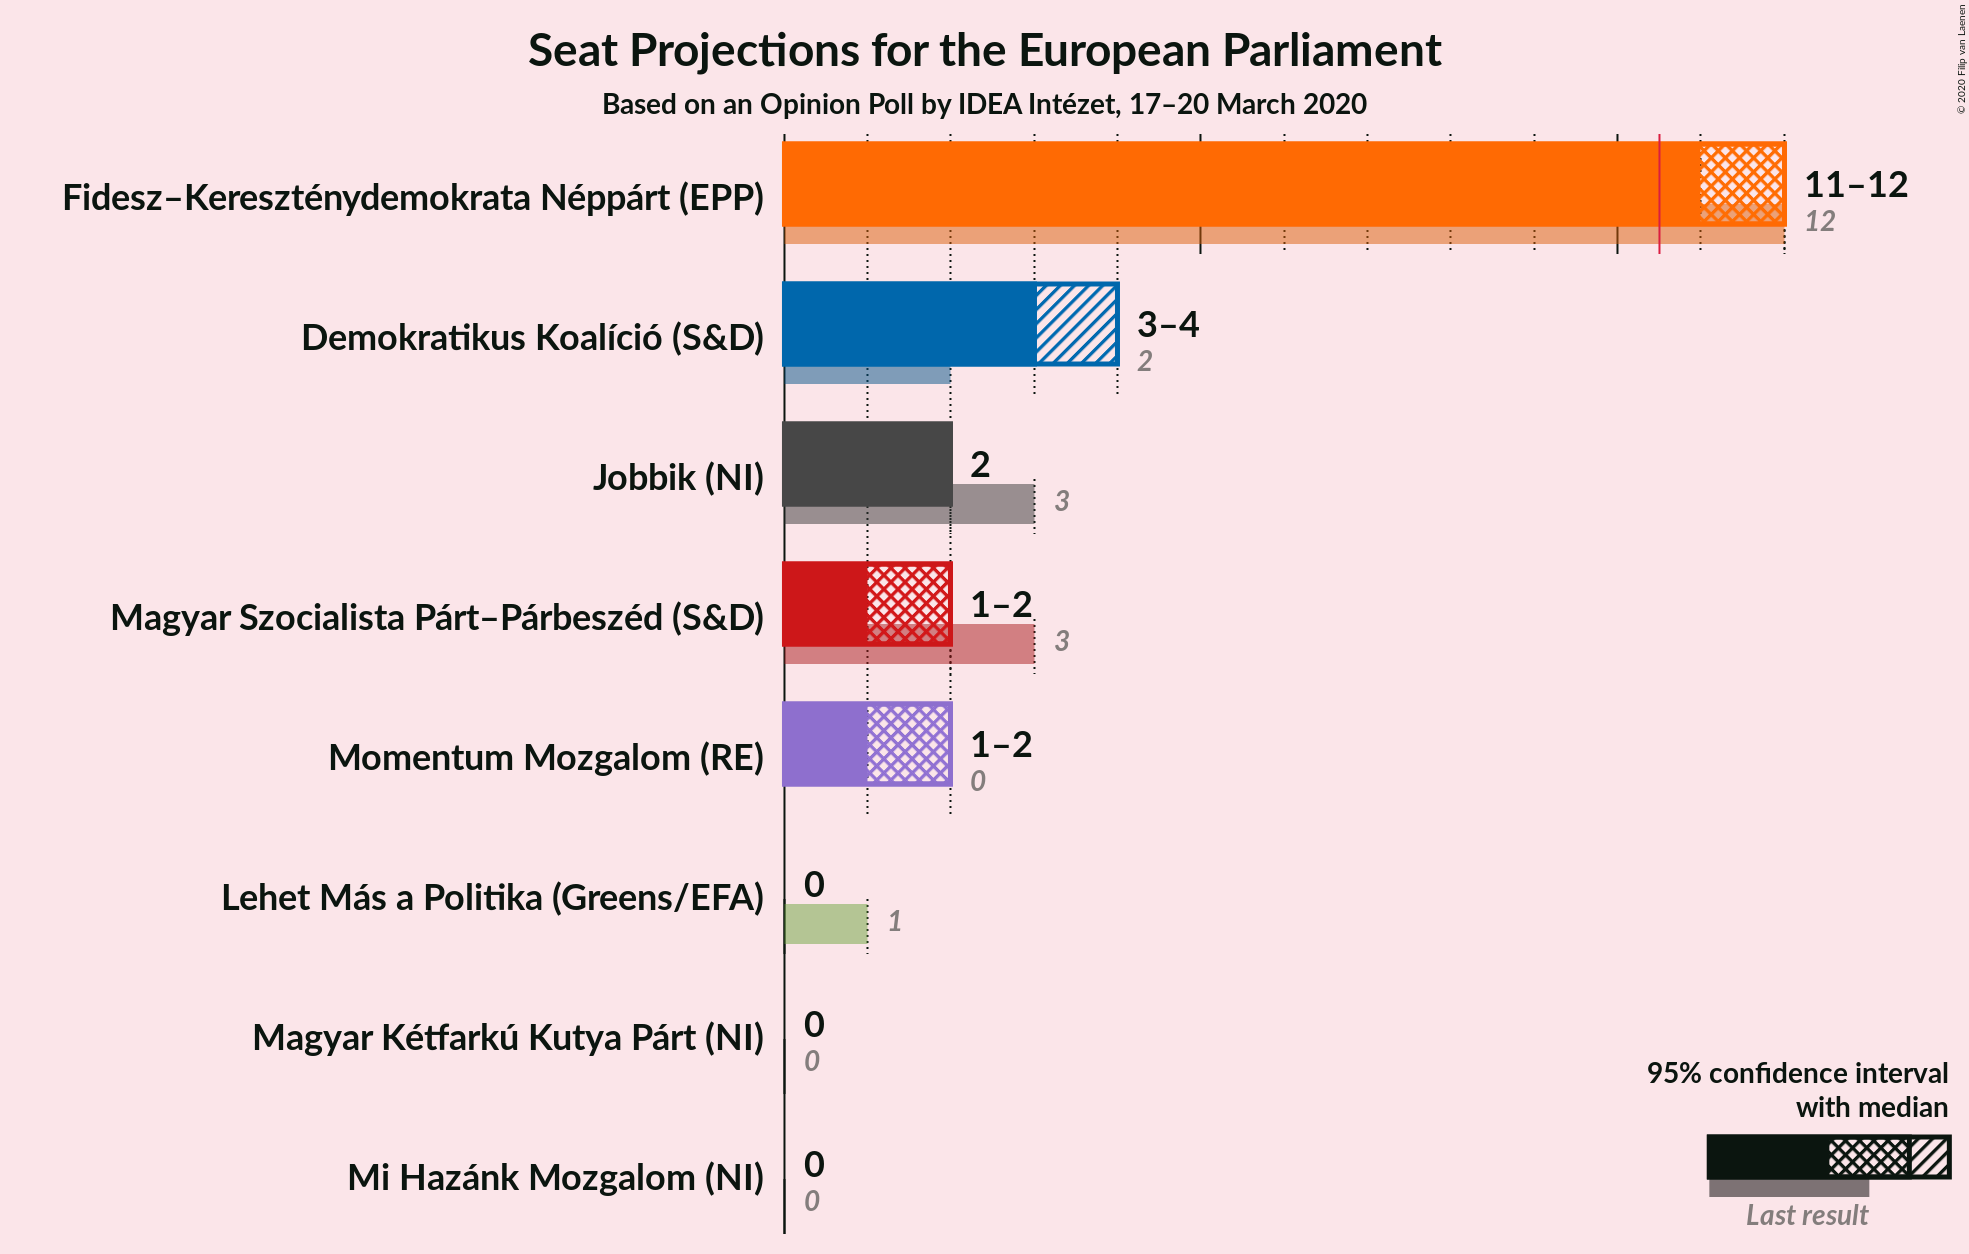 Seat Projections for the European Parliament
Based on an Opinion Poll by IDEA Intézet, 17–20 March 2020
© 2020 Filip van Laenen
Fidesz–Kereszténydemokrata Néppárt (EPP)
11–12
12
Demokratikus Koalíció (S&D)
3–4
2
Jobbik (NI)
2
3
Magyar Szocialista Párt–Párbeszéd (S&D)
1–2
3
Momentum Mozgalom (RE)
1–2
0
Lehet Más a Politika (Greens/EFA)
0
1
Magyar Kétfarkú Kutya Párt (NI)
0
0
Mi Hazánk Mozgalom (NI)
0
0
95% confidence interval
with median
Last result